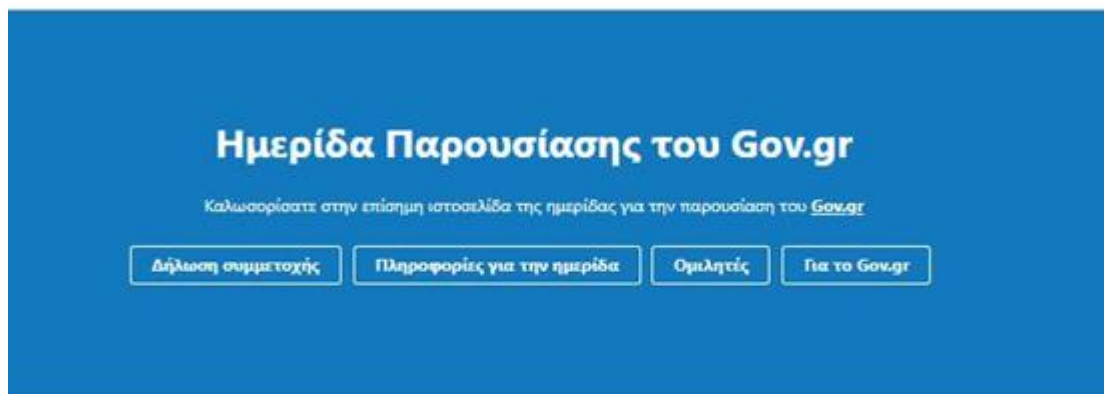 Ημερίδα Παρουσίασης του Gov.gr
Καλωσορίσατε στην επίσημη ιστοσελίδα της ημερίδας για την παρουσίαση του Gov.gr
Δήλωση συμμετοχής Πληροφορίες για την ημερίδα Ομιλητές Για το Gov.gr